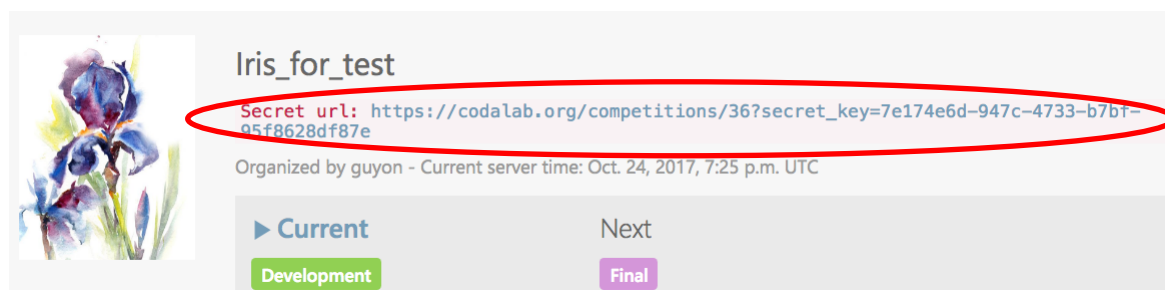 Iris_for_test
Secret url: https://codalab.org/competitions/36?secret_key=7e174e6d-947c-4733-b7bf-
95f8628df87e
Organized by guyon - Current server time: Oct. 24, 2017, 7:25 p.m. UTC
Current Next
Development Final